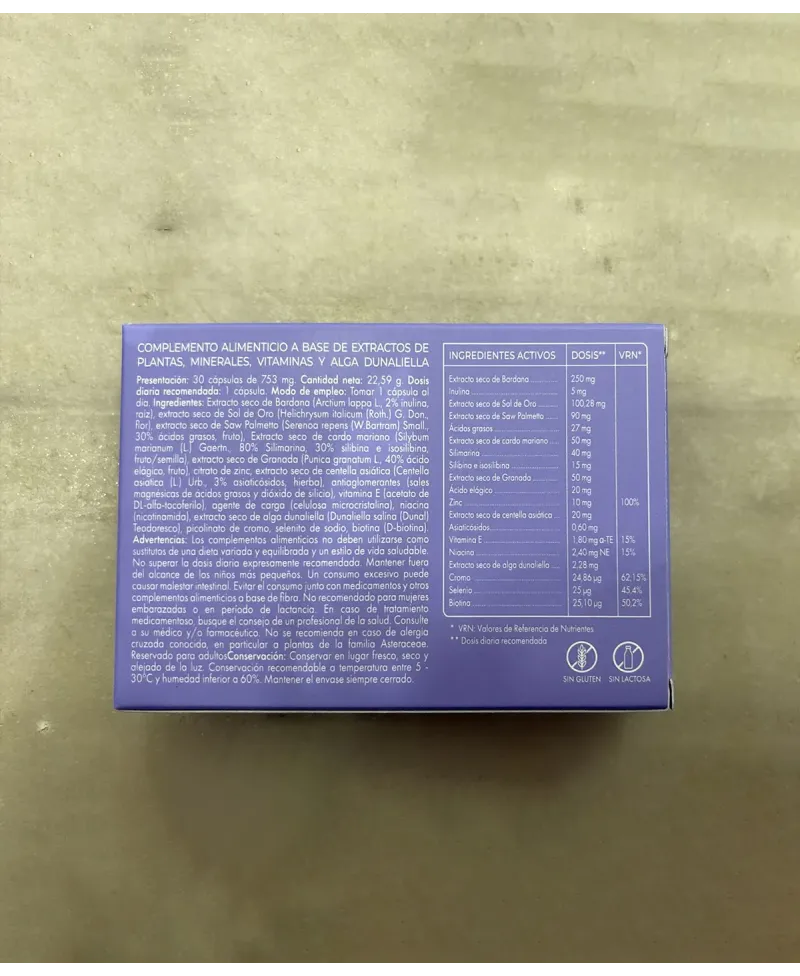 COMPLEMENTO ALIMENTICIO A BASE DE EXTRACTOS DE
PLANTAS, MINERALES, VITAMINAS Y ALGA DUNALIELLA
Presentación: 30 cápsulas de 753 mg. Cantidad neta: 22,59 g. Dosis
diaria recomendada: 1 cápsula. Modo de empleo: Tomar 1 cápsula al
día. Ingredientes: Extracto seco de Bardana (Arctium lappa L, 2% inulina,
raíz), extracto seco de Sol de Oro (Helichrysum italicum (Roth.) G. Don.,
flor), extracto seco de Saw Palmetto (Serenoa repens (W.Bartram) Small.,
30% ácidos grasos, fruto), Extracto seco de cardo mariano (Silybum
marianum (L) Gaertn., 80% Silimarina, 30% silibina e isosilibina,
fruto/semilla), extracto seco de Granada (Punica granatum L., 40% ácido
elágico, fruto), citrato de zinc, extracto seco de centella asiática (Centella
asiatica (L) Urb., 3% asiaticósidos, hierba), antiaglomerantes (sales
magnésicas de ácidos grasos y dióxido de silicio), vitamina E (acetato de
DL-alfa-tocoferilo), agente de carga (celulosa microcristalina), niacina
(nicotinamida), extracto seco de alga dunaliella (Dunaliella salina (Dunal)
Teodoresco), picolinato de cromo, selenito de sodio, biotina (D-biotina).
Advertencias: Los complementos alimenticios no deben utilizarse como
sustitutos de una dieta variada y equilibrada y un estilo de vida saludable.
No superar la dosis diaria expresamente recomendada. Mantener fuera
del alcance de los niños más pequeños. Un consumo excesivo puede
causar malestar intestinal. Evitar el consumo junto con medicamentos y otros
complementos alimenticios a base de fibra. No recomendado para mujeres
embarazadas o en período de lactancia. En caso de tratamiento
medicamentoso, busque el consejo de un profesional de la salud. Consulte
a su médico y/o farmacéutico. No se recomienda en caso de alergia
cruzada conocida, en particular a plantas de la familia Asteraceae.
Reservado para adultosConservación: Conservar en lugar fresco, seco y
alejado de la luz. Conservación recomendable a temperatura entre 5 -
30°C y humedad inferior a 60%. Mantener el envase siempre cerrado.
INGREDIENTES ACTIVOS DOSIS** VRN*
Extracto seco de Bardana 250 mg
Inulina 5 mg
Extracto seco de Sol de Oro 100,28 mg
Extracto seco de Saw Palmetto 90 mg
Ácidos grasos 27 mg
Extracto seco de cardo mariano 50 mg
Silimarina 40 mg
Silibina e isosilibina 15 mg
Extracto seco de Granada 50 mg
Ácido elágico 20 mg
Zinc 10 mg 100%
Extracto seco de centella asiática 20 mg
Asiaticósidos 0,60 mg
Vitamina E 1,80 mg α-TE 15%
Niacina 2,40 mg NE 15%
Extracto seco de alga dunaliella 2,28 mg
Cromo 24,86 µg 62,15%
Selenio 25 µg 45,4%
Biotina 25,10 µg 50,2%
* VRN: Valores de Referencia de Nutrientes
** Dosis diaria recomendada
SIN GLUTEN SIN LACTOSA